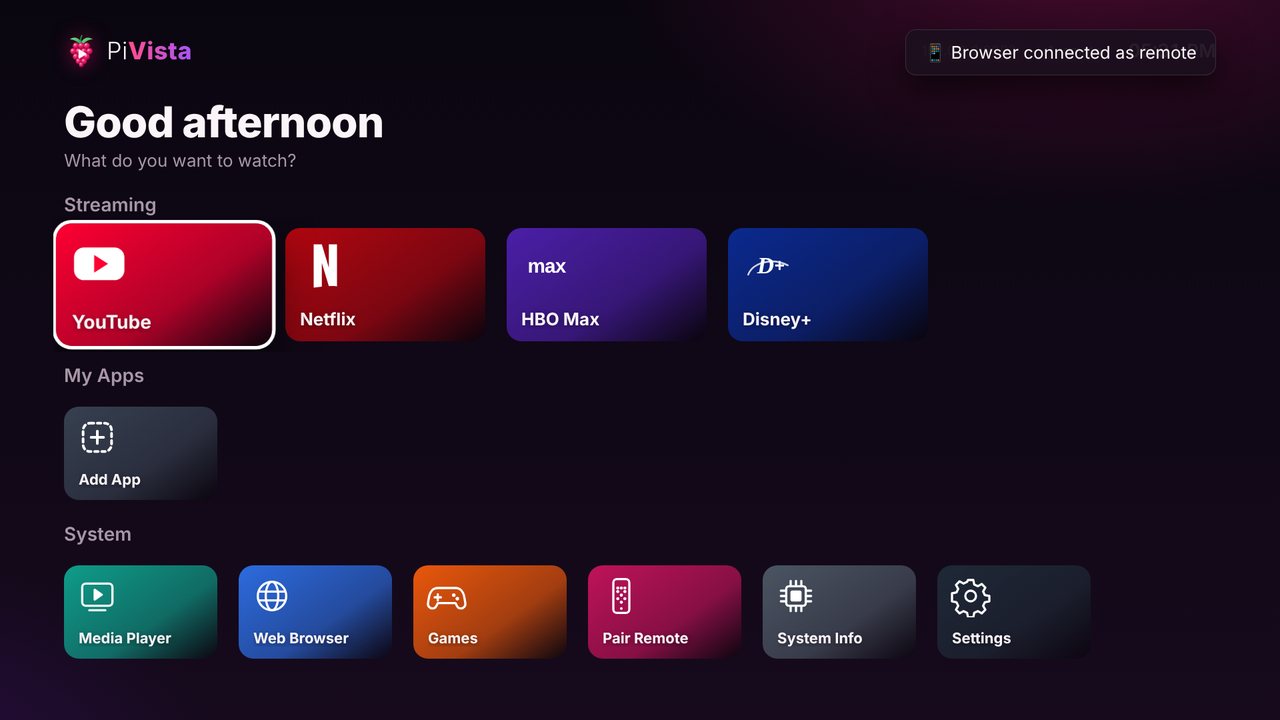 PiVista
Browser connected as remote
Good afternoon
What do you want to watch?
Streaming
YouTube
N
Netflix
max
HBO Max
D+
Disney+
My Apps
Add App
System
Media Player
Web Browser
Games
Pair Remote
System Info
Settings